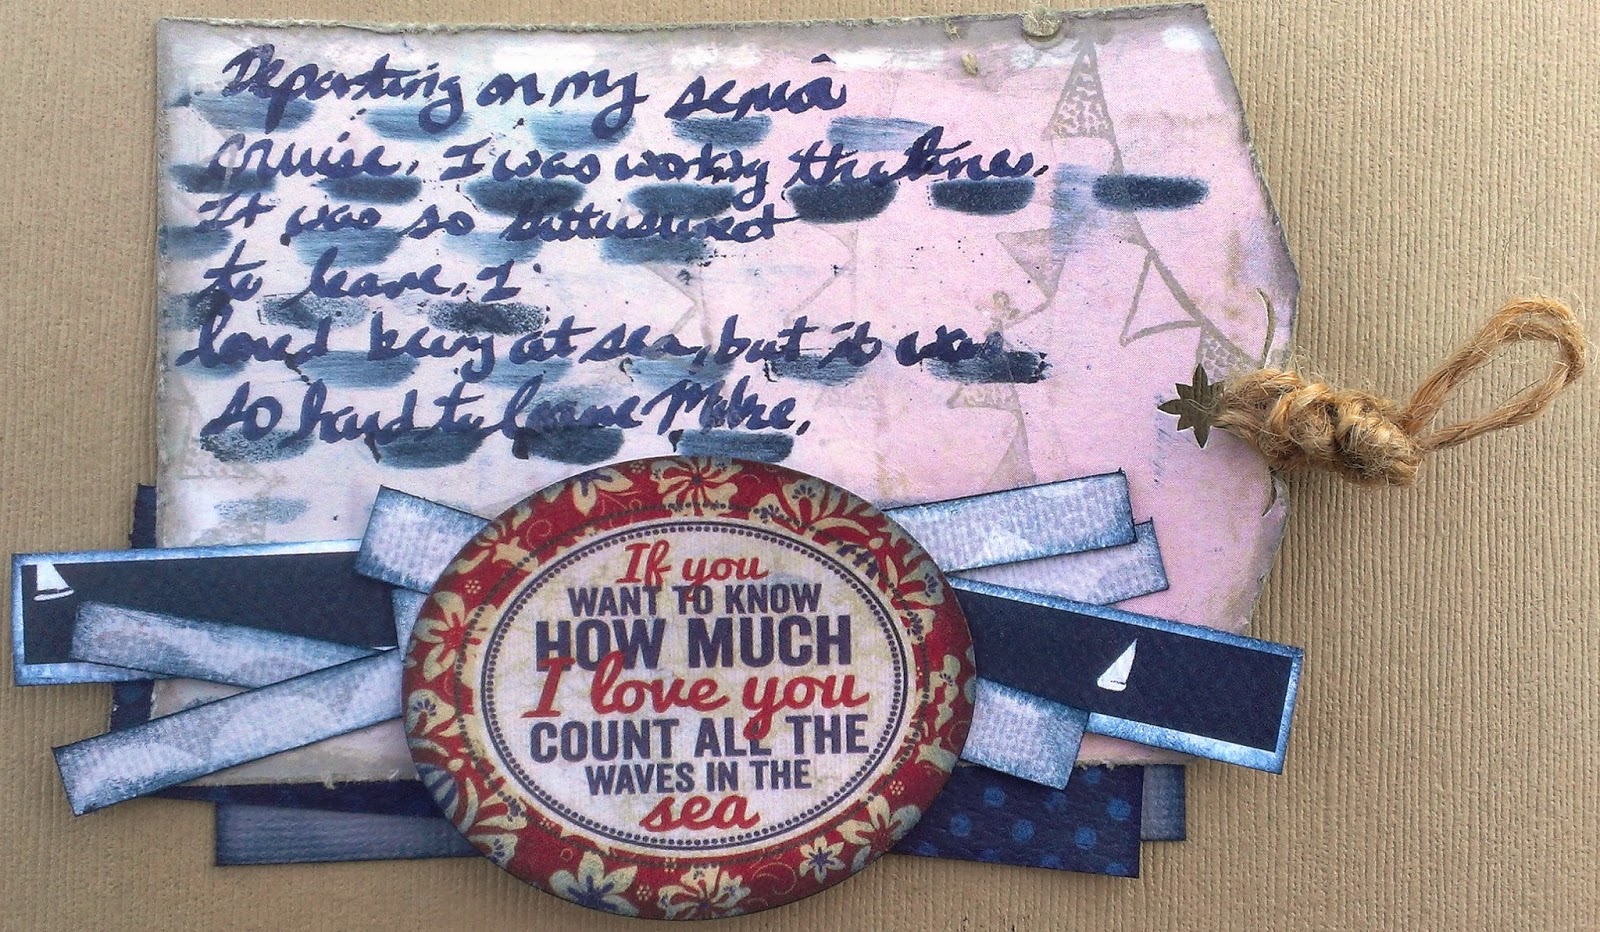 Departing on my senior
cruise. I was working the lines.
It was so bittersweet
to leave. I
loved being at sea, but it was
so hard to leave Mike.
If you
WANT TO KNOW
HOW MUCH
I love you
COUNT ALL THE
WAVES IN THE
sea